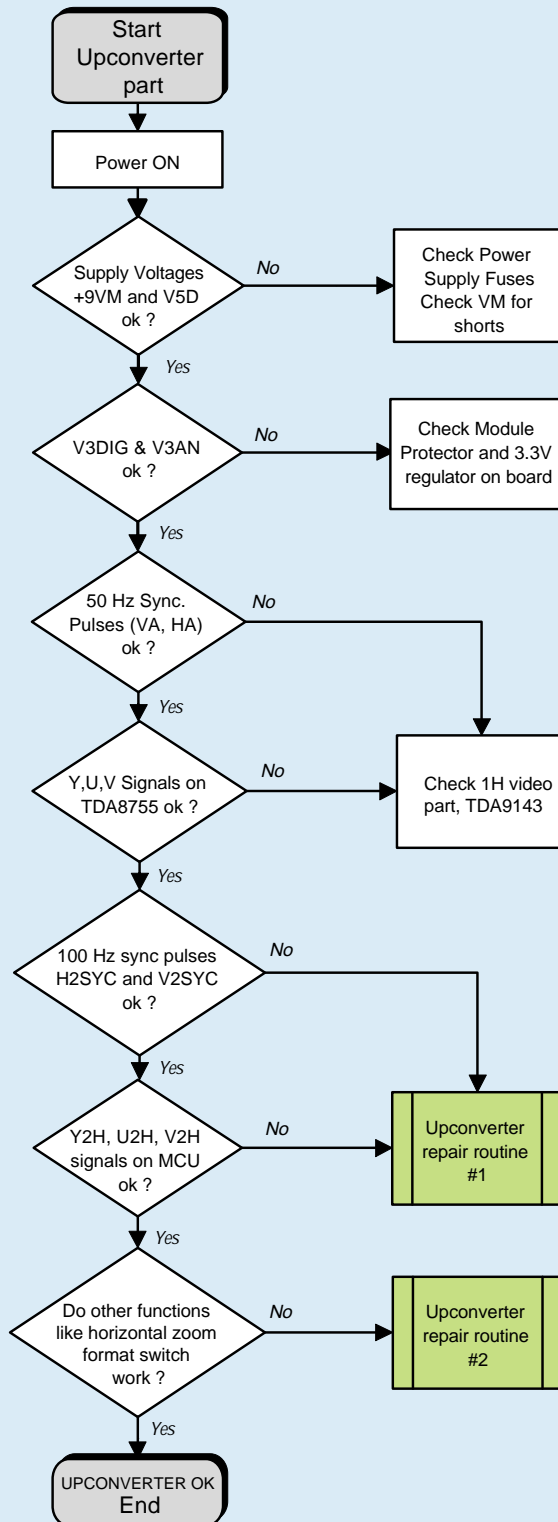 Start
Upconverter
part
Power ON
Supply Voltages
+9VM and V5D
ok ?
No
Check Power
Supply Fuses
Check VM for
shorts
Yes
V3DIG & V3AN
ok ?
No
Check Module
Protector and 3.3V
regulator on board
Yes
50 Hz Sync.
Pulses (VA, HA)
ok ?
No
Yes
Y,U,V Signals on
TDA8755 ok ?
No
Check 1H video
part, TDA9143
Yes
100 Hz sync pulses
H2SYC and V2SYC
ok ?
No
Yes
Y2H, U2H, V2H
signals on MCU
ok ?
No
Upconverter
repair routine
#1
Yes
Do other functions
like horizontal zoom
format switch
work ?
No
Upconverter
repair routine
#2
Yes
UPCONVERTER OK
End